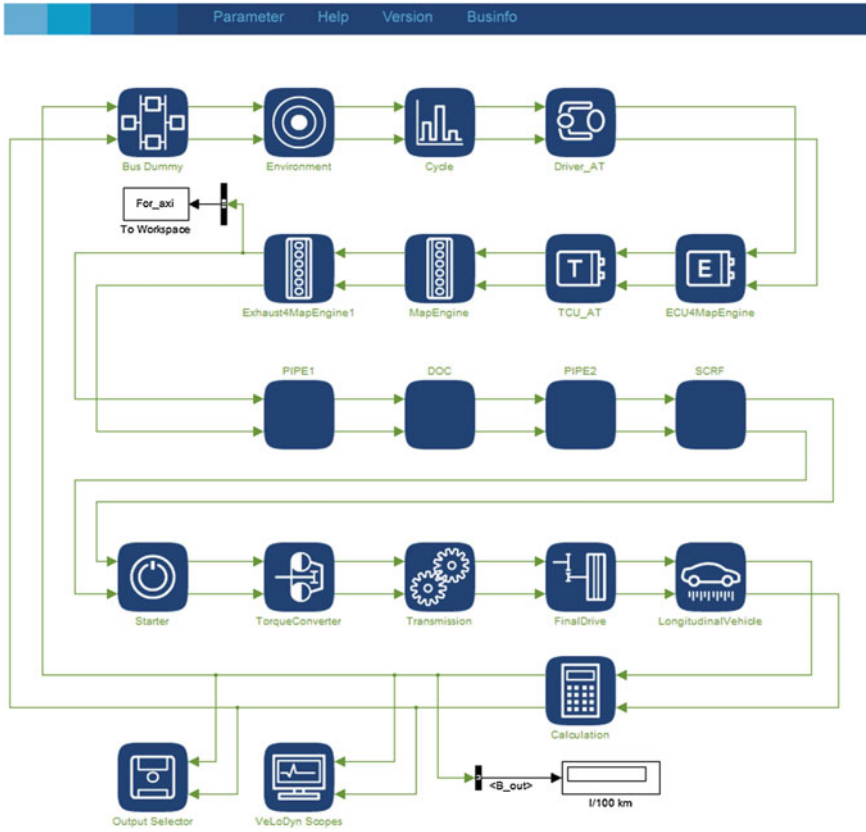 Parameter Help Version Businfo
Bus Dummy Environment Cycle Driver_AT
For_axi
To Workspace
T E
Exhaust4MapEngine1 MapEngine TCU_AT ECU4MapEngine
PIPE1 DOC PIPE2 SCRF
Starter TorqueConverter Transmission FinalDrive LongitudinalVehicle
Calculation
<B_out>
l/100 km
Output Selector VeLoDyn Scopes